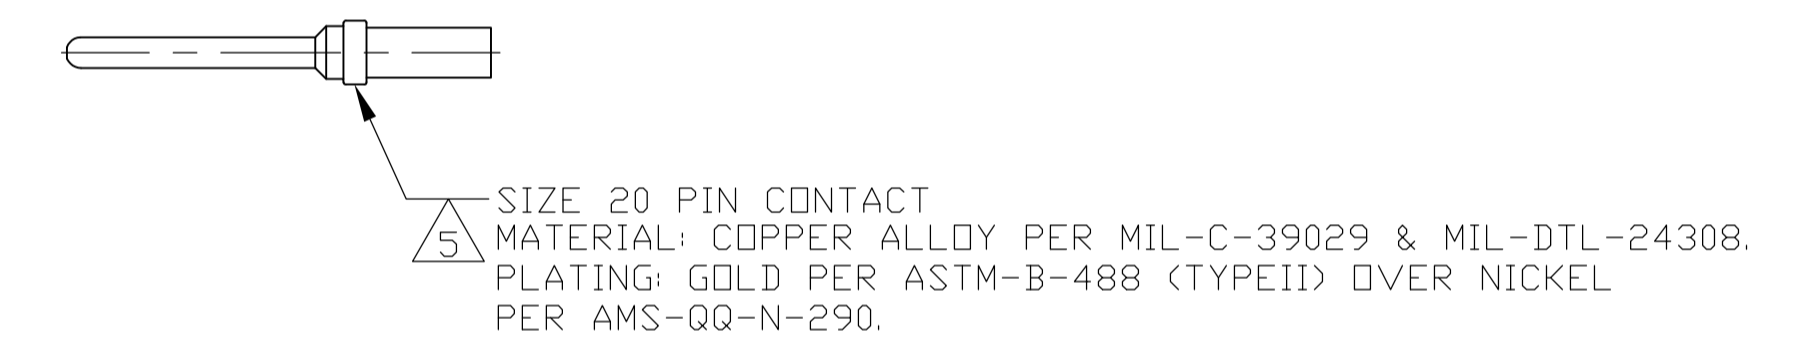 SIZE 20 PIN CONTACT
5
MATERIAL: COPPER ALLOY PER MIL-C-39029 & MIL-DTL-24308.
PLATING: GOLD PER ASTM-B-488 (TYPEII) OVER NICKEL
PER AMS-QQ-N-290.